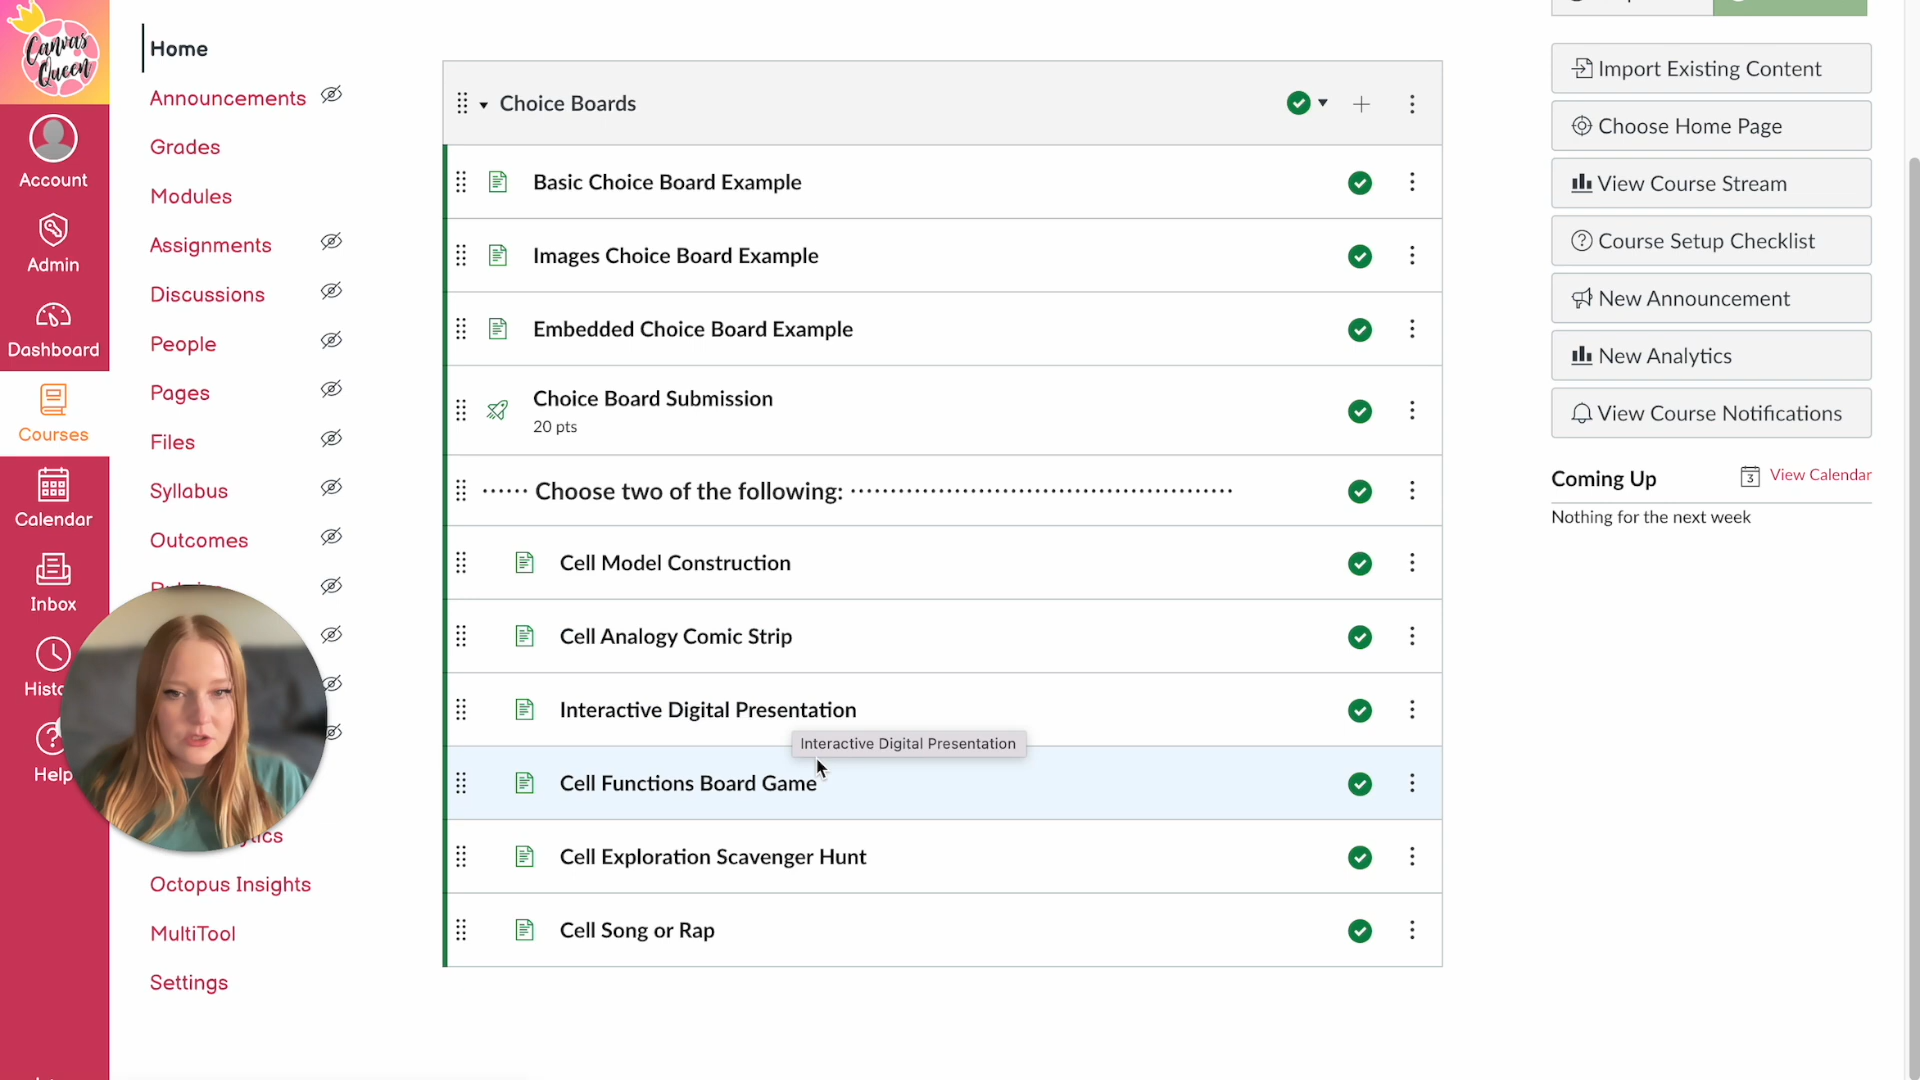 Canvas
Queen
Account
Admin
Dashboard
Courses
Calendar
Inbox
Help
Home
Announcements
Grades
Modules
Assignments
Discussions
People
Pages
Files
Syllabus
Outcomes
Octopus Insights
MultiTool
Settings
Choice Boards
Basic Choice Board Example
Images Choice Board Example
Embedded Choice Board Example
Choice Board Submission
20 pts
Choose two of the following:
Cell Model Construction
Cell Analogy Comic Strip
Interactive Digital Presentation
Interactive Digital Presentation
Cell Functions Board Game
Cell Exploration Scavenger Hunt
Cell Song or Rap
Import Existing Content
Choose Home Page
View Course Stream
Course Setup Checklist
New Announcement
New Analytics
View Course Notifications
Coming Up
3 View Calendar
Nothing for the next week